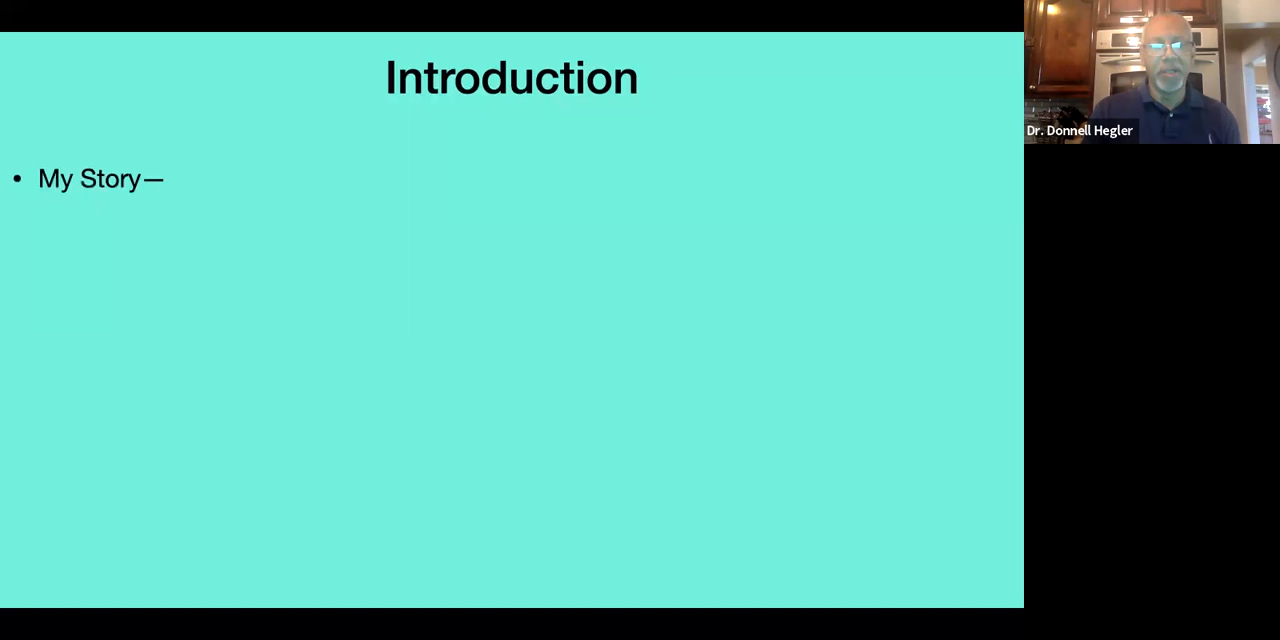 Introduction
• My Story—
Dr. Donnell Hegler